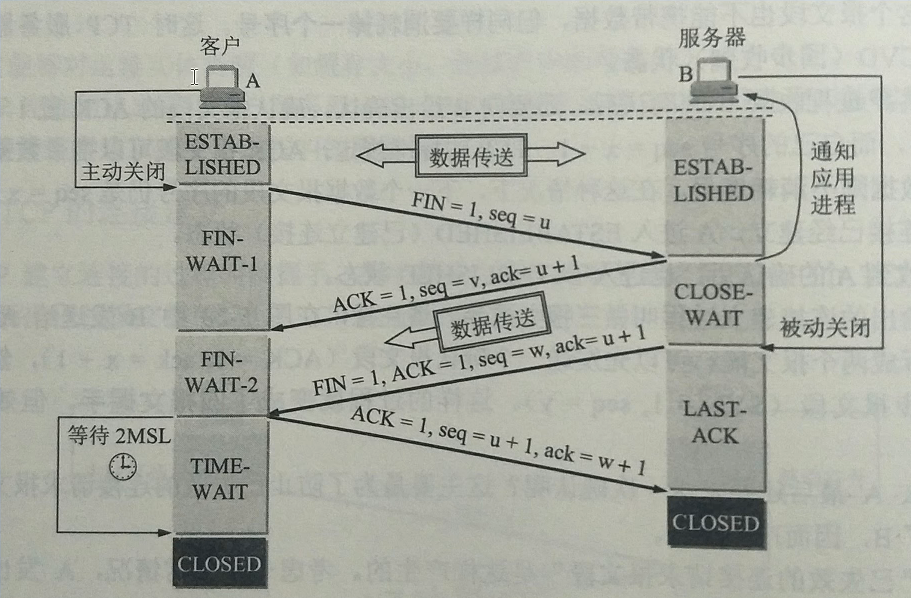 客户
服务器
A
B
ESTAB-
LISHED
数据传送
ESTAB-
LISHED
通知
应用
进程
主动关闭
FIN = 1, seq = u
FIN-
WAIT-1
ACK = 1, seq = v, ack= u + 1
CLOSE-
WAIT
数据传送
被动关闭
FIN-
WAIT-2
FIN = 1, ACK = 1, seq = w, ack= u + 1
ACK = 1, seq = u + 1, ack = w + 1
LAST-
ACK
等待 2MSL
TIME-
WAIT
CLOSED
CLOSED